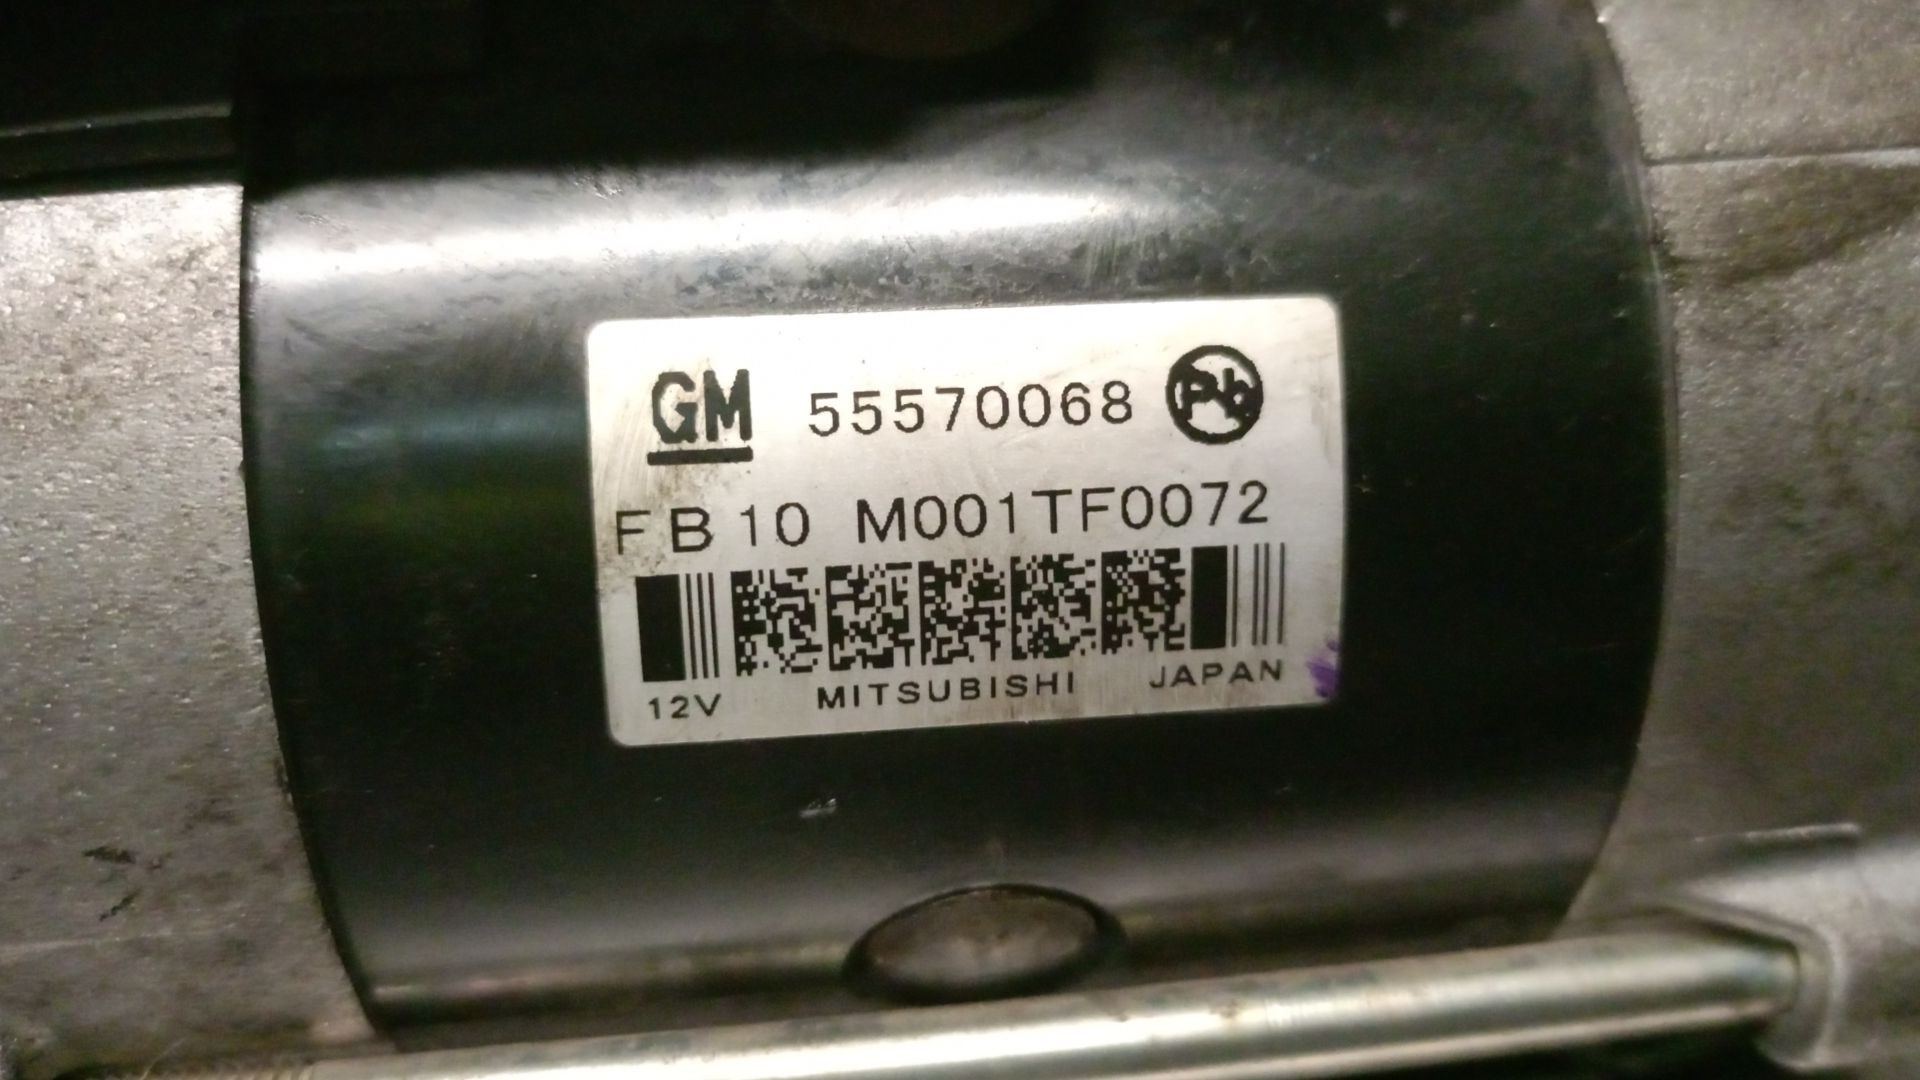 GM 55570068 Pb
FB10 M001TF0072
12V MITSUBISHI JAPAN